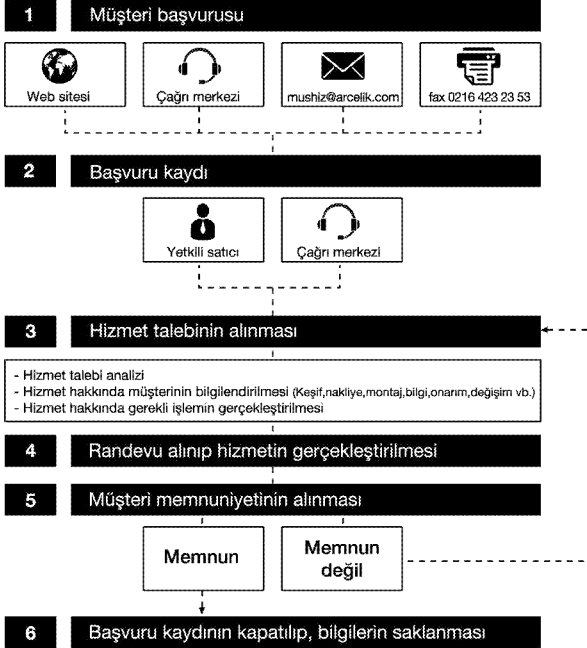 1 Müşteri başvurusu
Web sitesi
Çağrı merkezi
mushiz@arcelik.com
fax 0216 423 23 53
2 Başvuru kaydı
Yetkili satıcı
Çağrı merkezi
3 Hizmet talebinin alınması
- Hizmet talebi analizi
- Hizmet hakkında müşterinin bilgilendirilmesi (Keşif,nakliye,montaj,bilgi,onarım,değişim vb.)
- Hizmet hakkında gerekli işlemin gerçekleştirilmesi
4 Randevu alınıp hizmetin gerçekleştirilmesi
5 Müşteri memnuniyetinin alınması
Memnun
Memnun
değil
6 Başvuru kaydının kapatılıp, bilgilerin saklanması